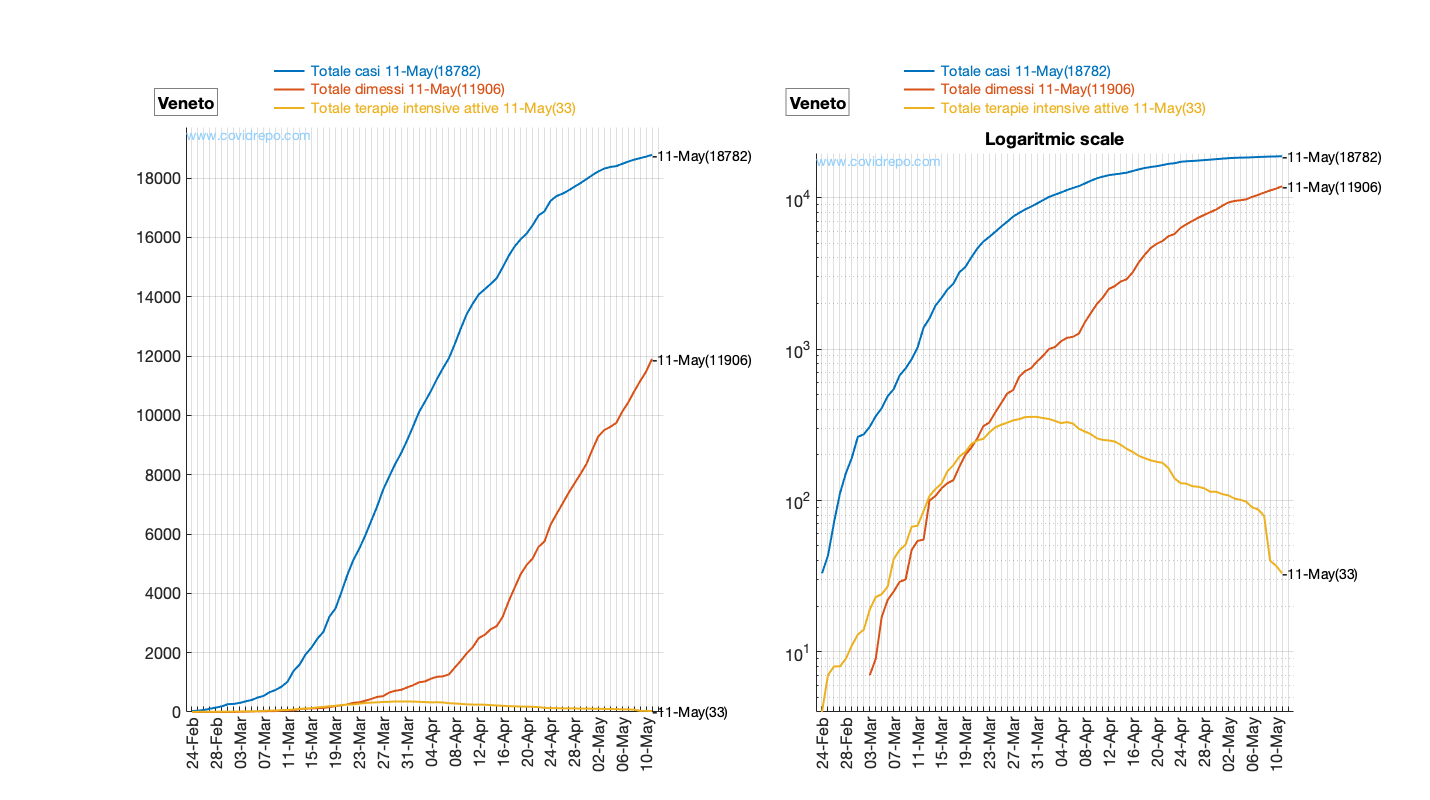 Totale casi 11-May(18782)
Totale dimessi 11-May(11906)
Totale terapie intensive attive 11-May(33)
Veneto
www.covidrepo.com
-11-May(18782)
18000
16000
14000
12000
-11-May(11906)
10000
8000
6000
4000
2000
0
-11-May(33)
24-Feb
28-Feb
03-Mar
07-Mar
11-Mar
15-Mar
19-Mar
23-Mar
27-Mar
31-Mar
04-Apr
08-Apr
12-Apr
16-Apr
20-Apr
24-Apr
28-Apr
02-May
06-May
10-May
Totale casi 11-May(18782)
Totale dimessi 11-May(11906)
Totale terapie intensive attive 11-May(33)
Veneto
Logaritmic scale
www.covidrepo.com
-11-May(18782)
-11-May(11906)
10^4
10^3
10^2
-11-May(33)
10^1
24-Feb
28-Feb
03-Mar
07-Mar
11-Mar
15-Mar
19-Mar
23-Mar
27-Mar
31-Mar
04-Apr
08-Apr
12-Apr
16-Apr
20-Apr
24-Apr
28-Apr
02-May
06-May
10-May